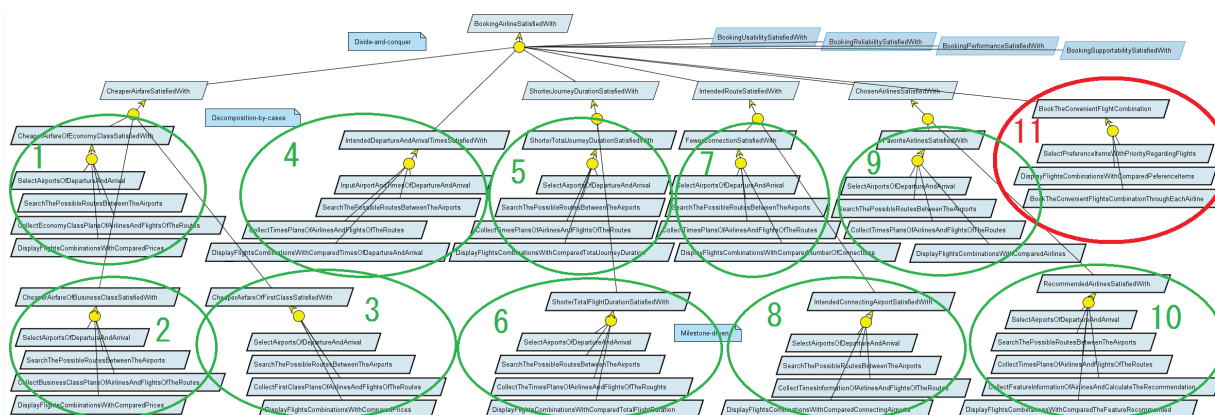 BookingAirlineSatisfiedWith
Divide-and-conquer
BookingUsabilitySatisfiedWith
BookingReliabilitySatisfiedWith
BookingPerformanceSatisfiedWith
BookingSupportabilitySatisfiedWith
CheaperAirfareSatisfiedWith
ShorterJourneyDurationSatisfiedWith
IntendedRouteSatisfiedWith
ChosenAirlinesSatisfiedWith
Decomposition-by-cases
1
CheaperAirfareOfEconomyClassSatisfiedWith
SelectAirportsOfDepartureAndArrival
SearchThePossibleRoutesBetweenTheAirports
CollectEconomyClassPlansOfAirlinesAndFlightsOfTheRoutes
DisplayFlightsCombinationsWithComparedPrices
4
IntendedDepartureAndArrivalTimesSatisfiedWith
InputAirportAndTimesOfDepartureAndArrival
SearchThePossibleRoutesBetweenTheAirports
CollectTimesPlansOfAirlinesAndFlightsOfTheRoutes
DisplayFlightsCombinationsWithComparedTimesOfDepartureAndArrival
5
ShorterTotalJourneyDurationSatisfiedWith
SelectAirportsOfDepartureAndArrival
SearchThePossibleRoutesBetweenTheAirports
CollectTimesPlansOfAirlinesAndFlightsOfTheRoutes
DisplayFlightsCombinationsWithComparedTotalJourneyDuration
7
FewerConnectionSatisfiedWith
SelectAirportsOfDepartureAndArrival
SearchThePossibleRoutesBetweenTheAirports
CollectTimesPlansOfAirlinesAndFlightsOfTheRoutes
DisplayFlightsCombinationsWithComparedNumberOfConnections
9
FavoriteAirlinesSatisfiedWith
SelectAirportsOfDepartureAndArrival
SearchThePossibleRoutesBetweenTheAirports
CollectTimesPlansOfAirlinesAndFlightsOfTheRoutes
DisplayFlightsCombinationsWithComparedAirlines
11
BookTheConvenientFlightCombination
SelectPreferenceItemsWithPriorityRegardingFlights
DisplayFlightsCombinationsWithComparedPeferenceItems
BookTheConvenientFlightsCombinationThroughEachAirline
2
CheaperAirfareOfBusinessClassSatisfiedWith
SelectAirportsOfDepartureAndArrival
SearchThePossibleRoutesBetweenTheAirports
CollectBusinessClassPlansOfAirlinesAndFlightsOfTheRoutes
DisplayFlightsCombinationsWithComparedPrices
3
CheaperAirfareOfFirstClassSatisfiedWith
SelectAirportsOfDepartureAndArrival
SearchThePossibleRoutesBetweenTheAirports
CollectFirstClassPlansOfAirlinesAndFlightsOfTheRoutes
DisplayFlightsCombinationsWithComparedPrices
6
ShorterTotalFlightDurationSatisfiedWith
SelectAirportsOfDepartureAndArrival
SearchThePossibleRoutesBetweenTheAirports
CollectTheTimesPlansOfAirlinesAndFlightsOfTheRoughts
DisplayFlightsCombinationsWithComparedTotalFlightDuration
Milestone-driven
8
IntendedConnectingAirportSatisfiedWith
SelectAirportsOfDepartureAndArrival
SearchThePossibleRoutesBetweenTheAirports
CollectTimesInformationOfAirlinesAndFlightsOfTheRoutes
DisplayFlightsCombinationsWithComparedConnectingAirports
10
RecommendedAirlinesSatisfiedWith
SelectAirportsOfDepartureAndArrival
SearchThePossibleRoutesBetweenTheAirports
CollectTimesPlansOfAirlinesAndFlightsOfTheRoutes
CollectFeatureInformationOfAirlinesAndCalculateTheRecommendation
DisplayFlightsCombinationsWithComparedTheFeatureRecommended